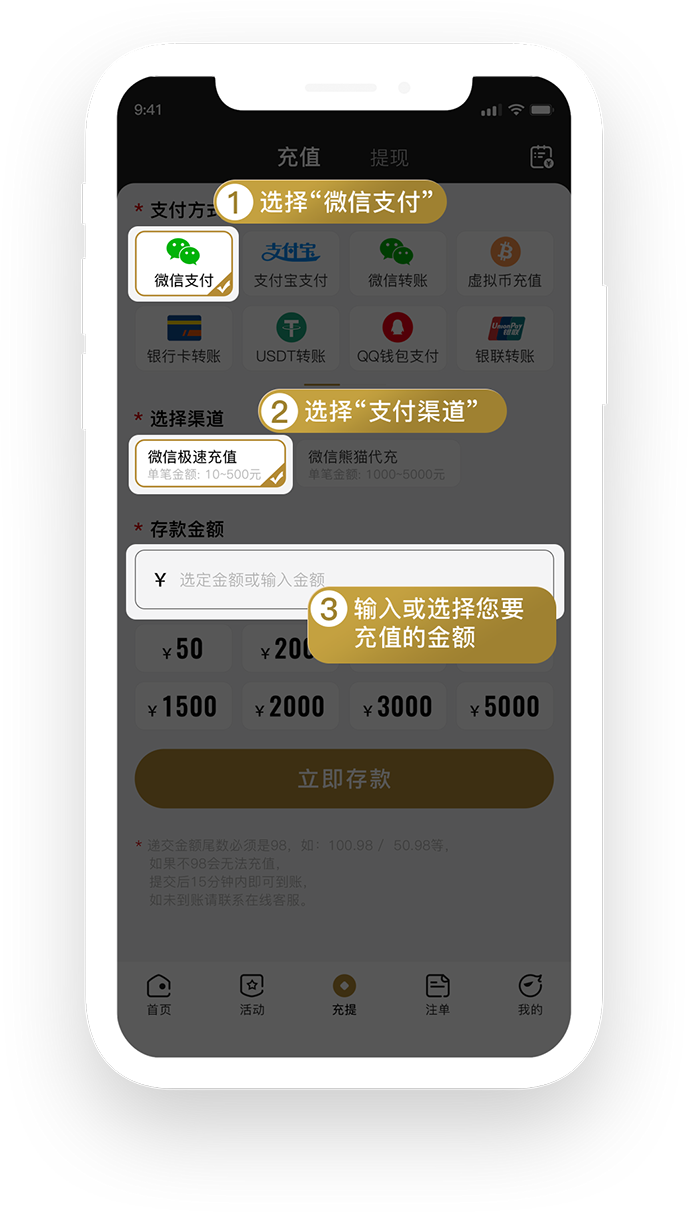 9:41
充值 提现
* 支付方式
1 选择“微信支付”
微信支付 支付宝支付 微信转账 虚拟币充值
支付宝
银行卡转账 USDT转账 QQ钱包支付 银联转账
UnionPay
银联
* 选择渠道
2 选择“支付渠道”
微信极速充值 微信熊猫代充
单笔金额: 10~500元 单笔金额: 1000~5000元
* 存款金额
¥ 选定金额或输入金额
3 输入或选择您要
充值的金额
¥50 ¥200
¥1500 ¥2000 ¥3000 ¥5000
立即存款
* 递交金额尾数必须是98，如：100.98 / 50.98等，
如果不98会无法充值，
提交后15分钟内即可到账，
如未到账请联系在线客服。
首页 活动 充提 注单 我的